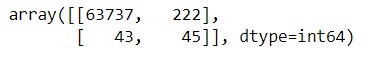 array([[63737,   222],
       [   43,    45]], dtype=int64)